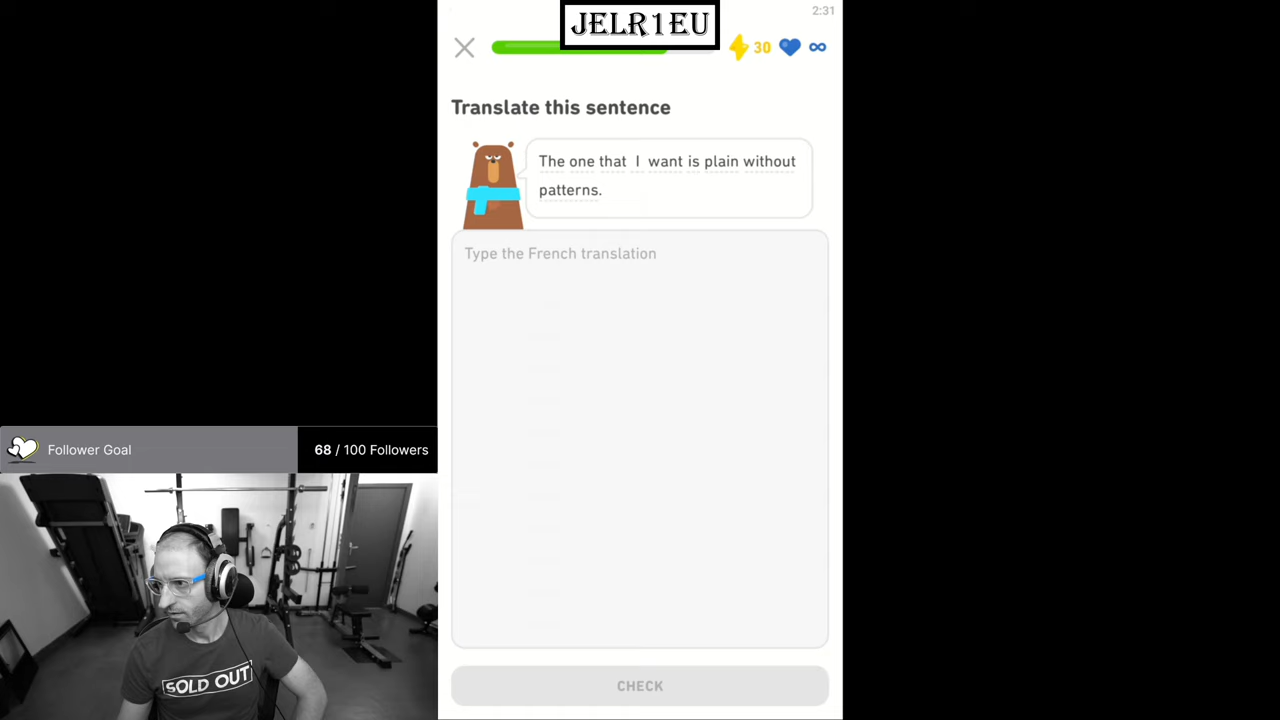 JELR1EU
2:31
30
∞
Translate this sentence
The one that I want is plain without
patterns.
Type the French translation
Follower Goal
68 / 100 Followers
SOLD OUT
CHECK